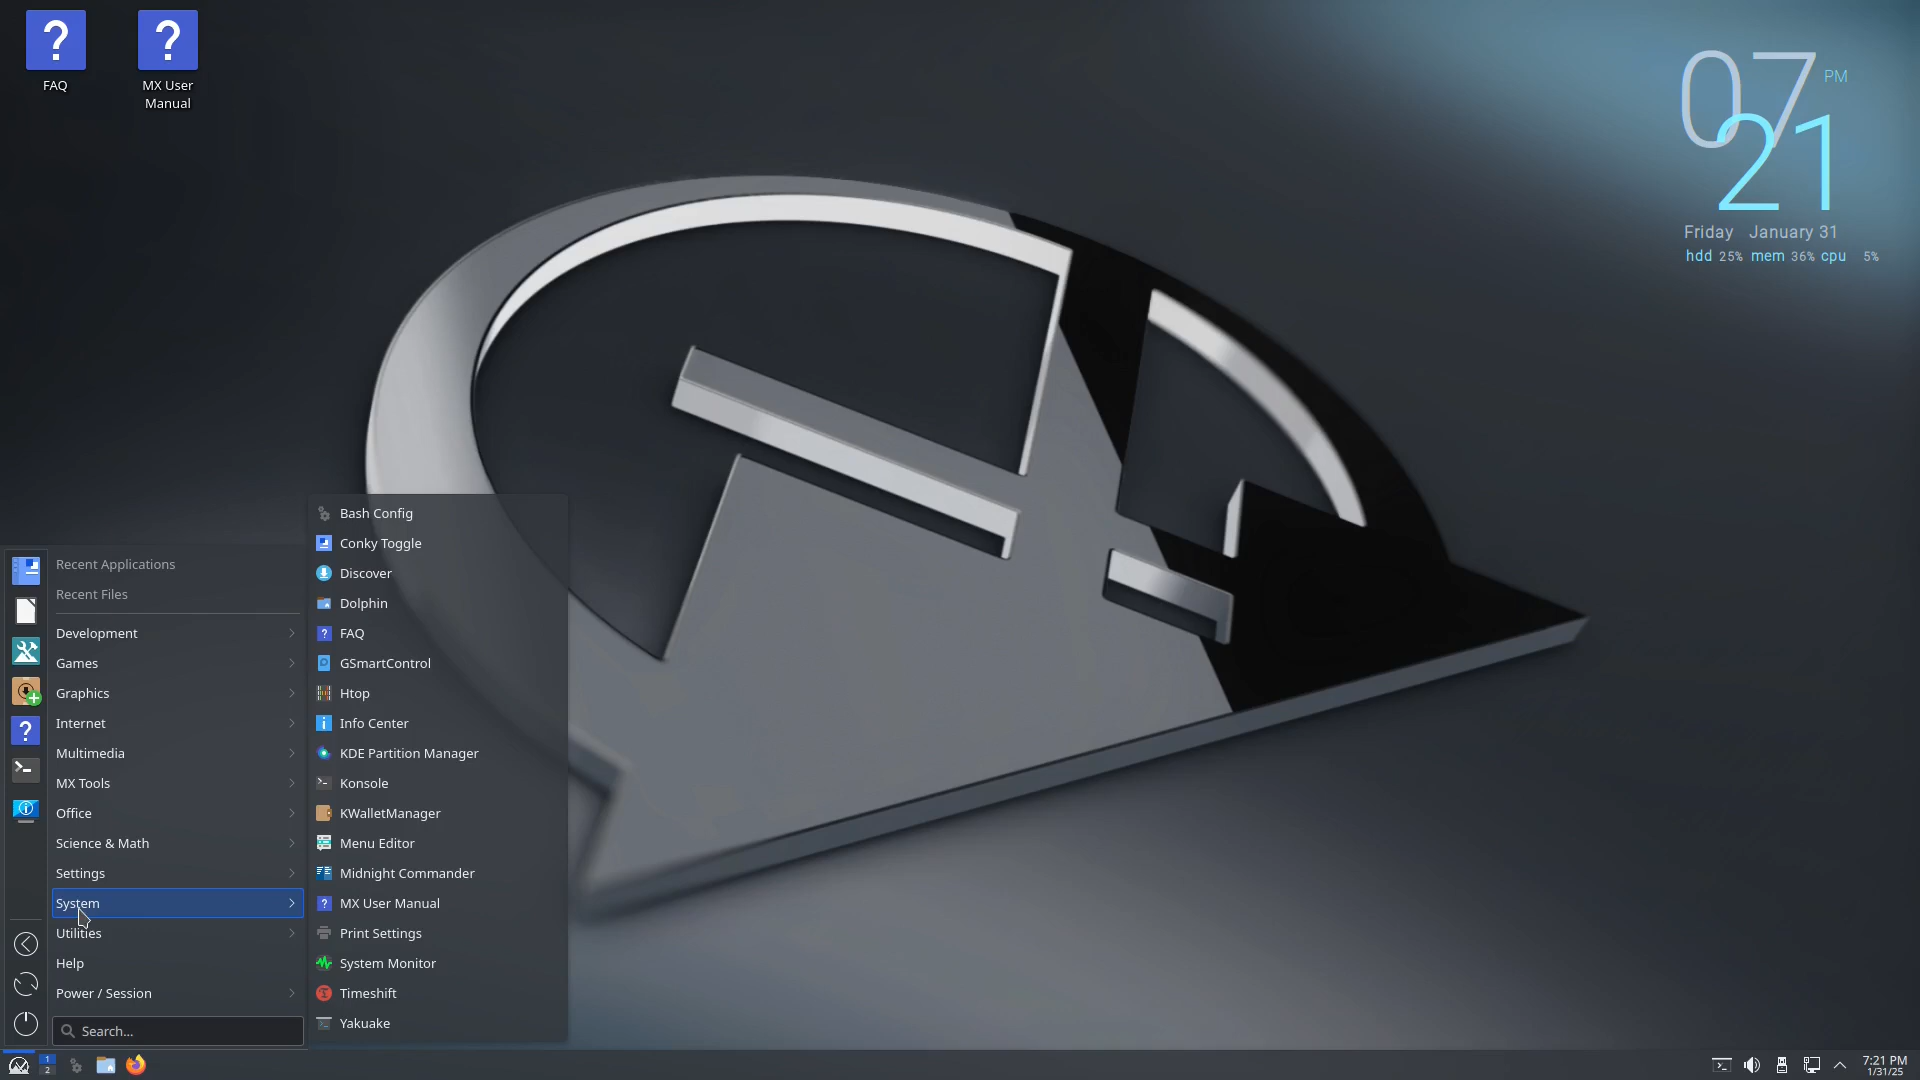 FAQ
MX User
Manual
07 PM
21
Friday January 31
hdd 25% mem 36% cpu 5%
Recent Applications
Recent Files
Development
Games
Graphics
Internet
Multimedia
MX Tools
Office
Science & Math
Settings
System
Utilities
Help
Power / Session
Search...
Bash Config
Conky Toggle
Discover
Dolphin
FAQ
GSmartControl
Htop
Info Center
KDE Partition Manager
Konsole
KWalletManager
Menu Editor
Midnight Commander
MX User Manual
Print Settings
System Monitor
Timeshift
Yakuake
1
2
7:21 PM
1/31/25